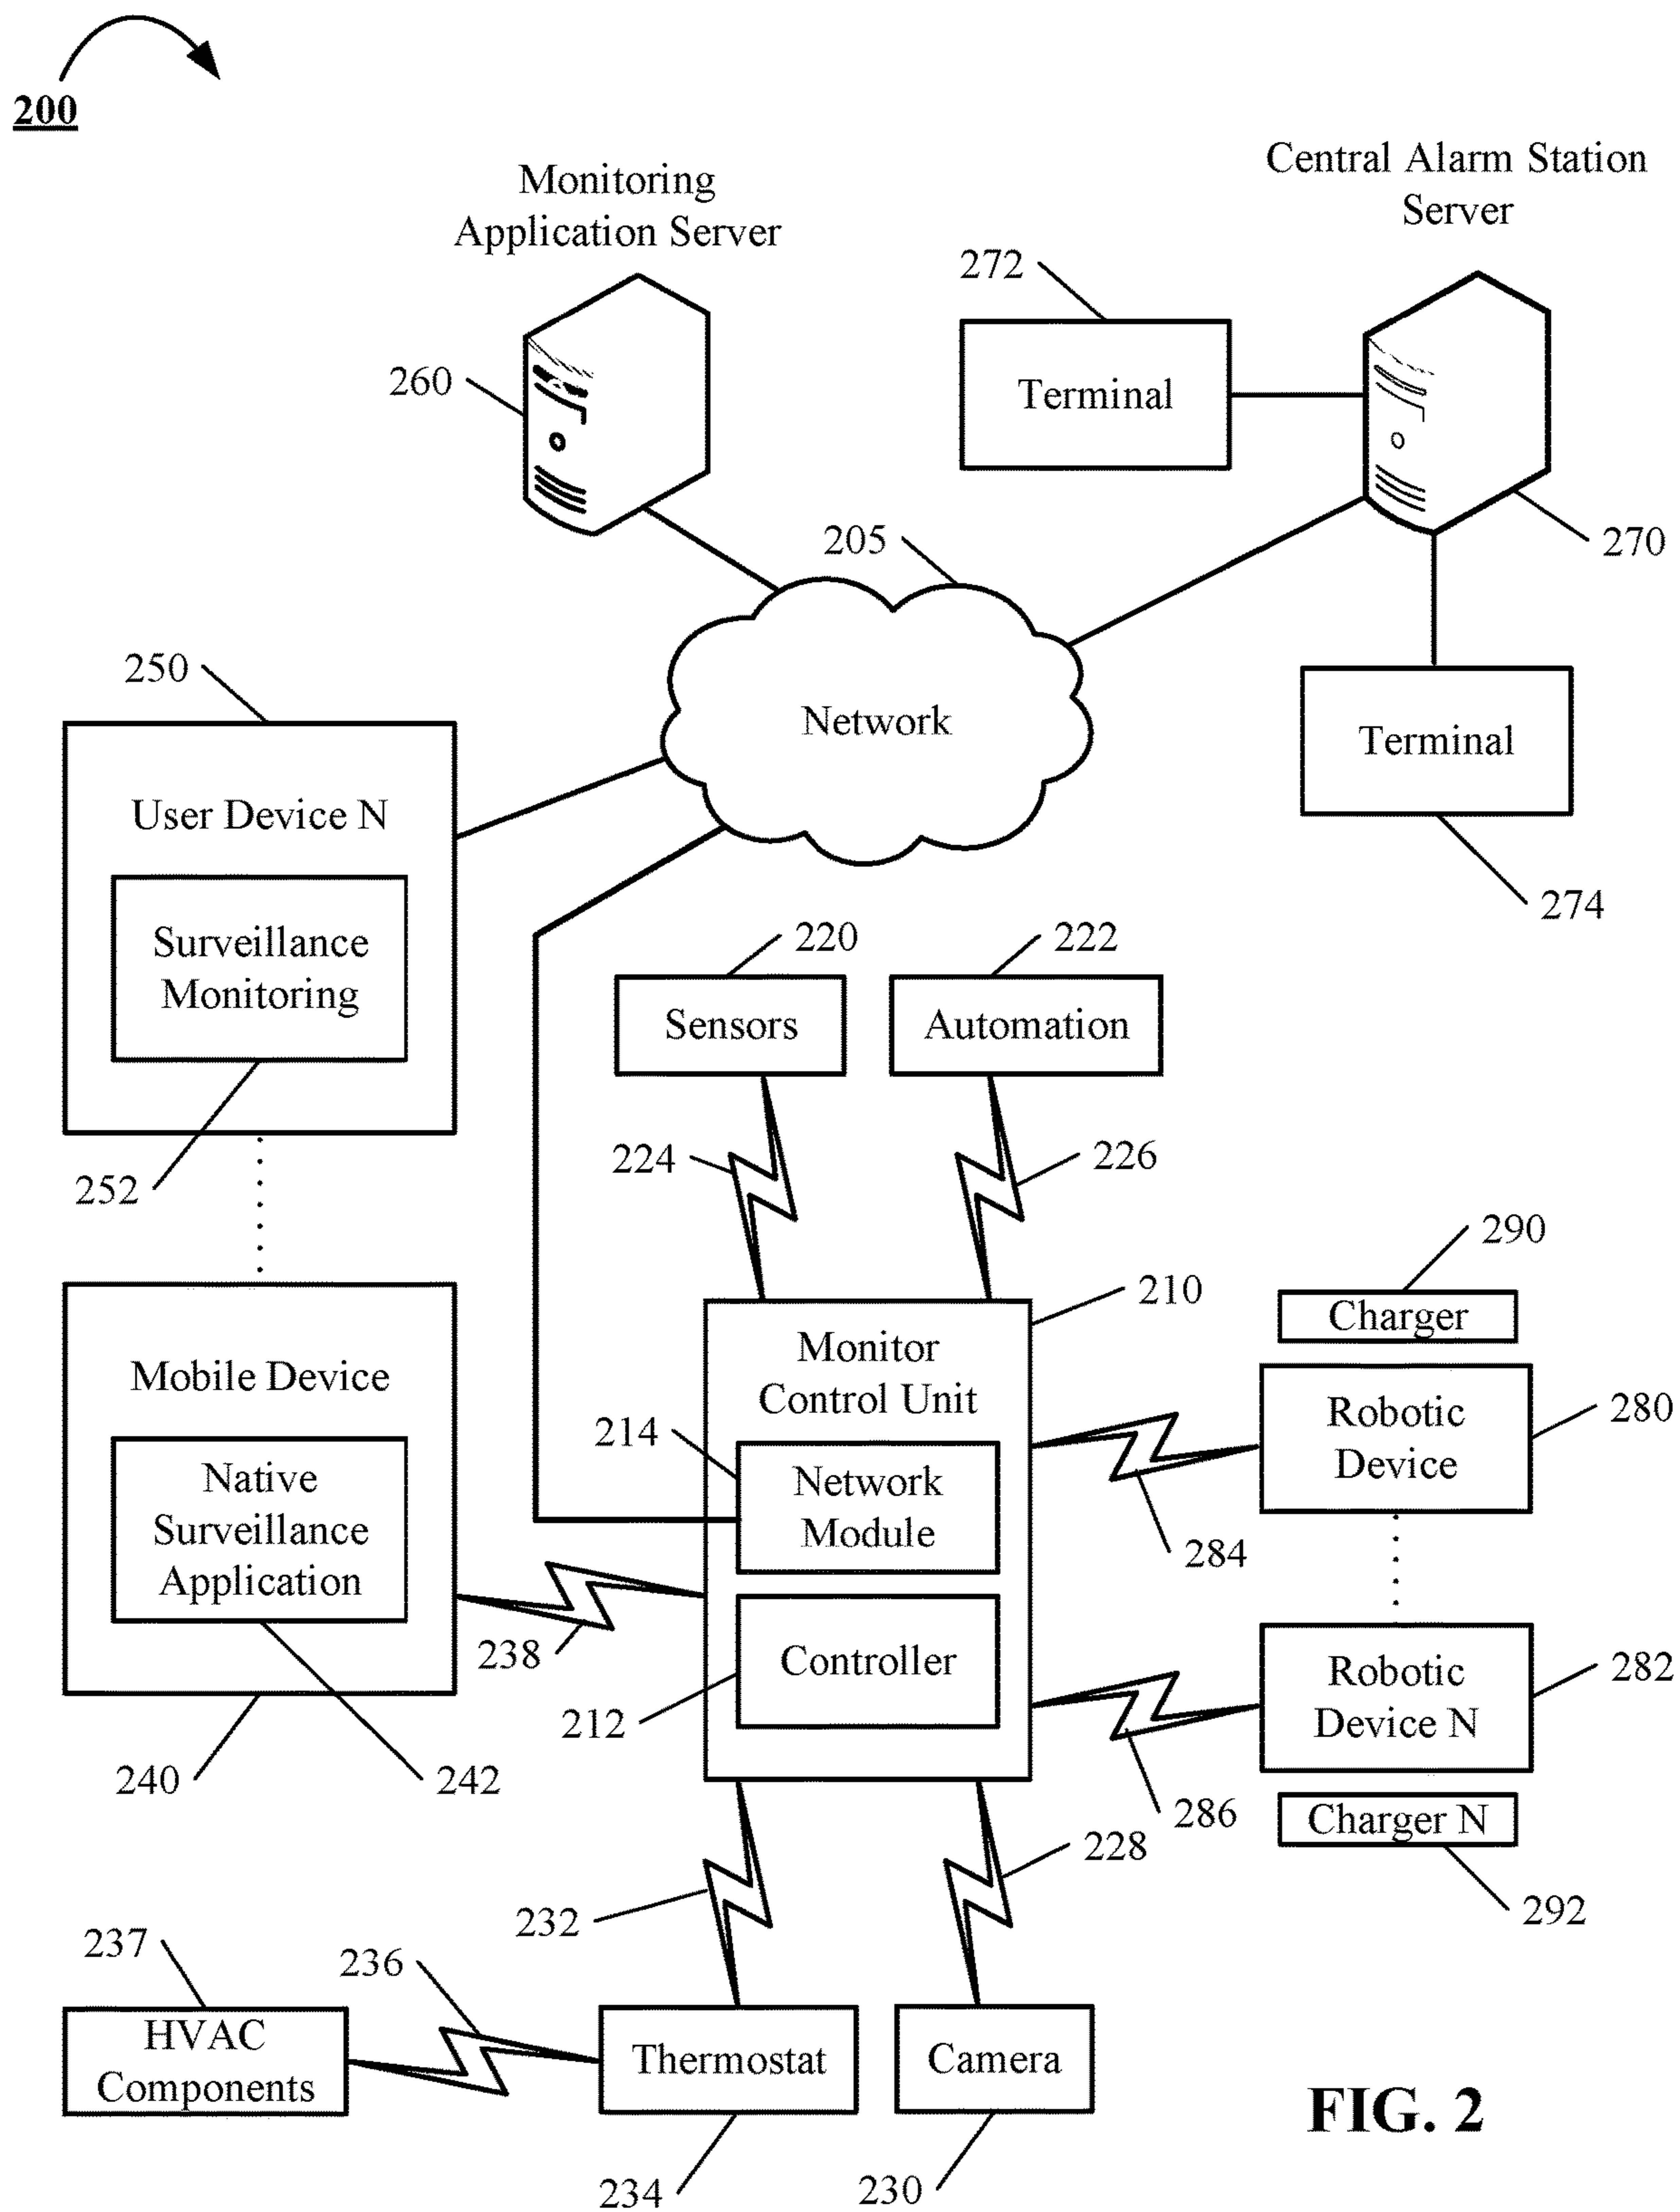 200
Monitoring
Application Server
Central Alarm Station
Server
272
Terminal
260
205
270
250
Network
Terminal
User Device N
274
Surveillance
Monitoring
220
222
Sensors
Automation
252
224
226
290
210
Charger
Mobile Device
Monitor
Control Unit
214
Robotic
Device
280
Native
Surveillance
Application
Network
Module
284
238
Controller
212
Robotic
Device N
282
240
242
286
Charger N
228
292
232
237
236
HVAC
Components
Thermostat
Camera
234
230
FIG. 2